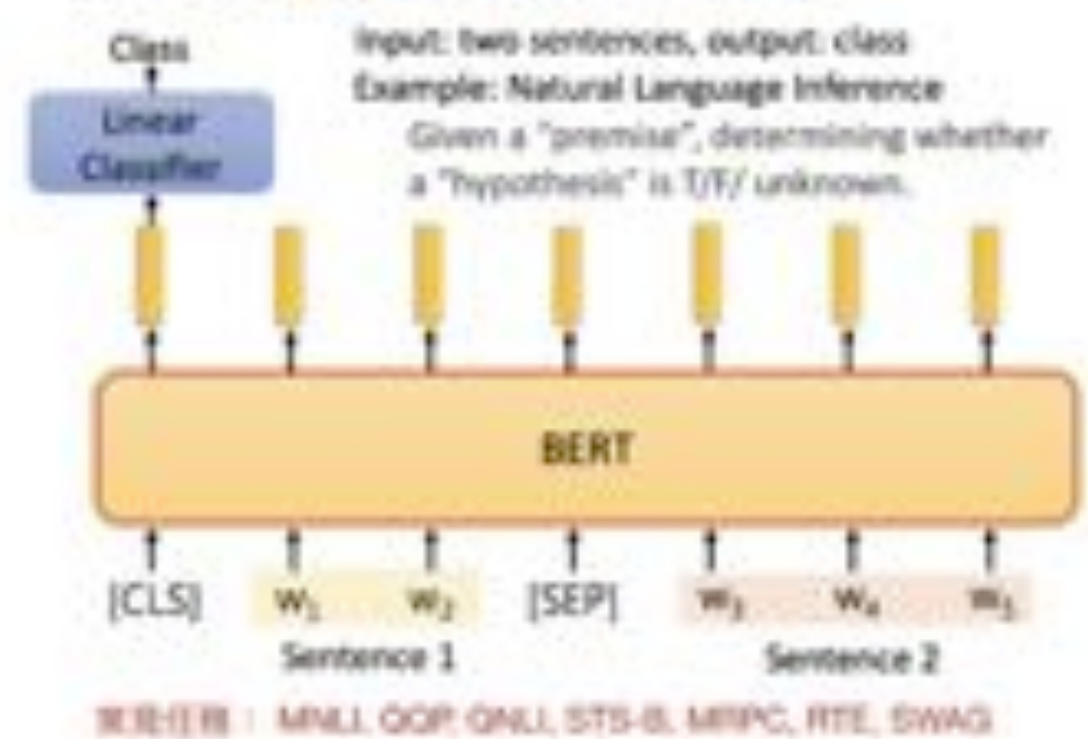 Class
Linear
Classifier
Input: two sentences, output: class
Example: Natural Language Inference
Given a "premise", determining whether
a "hypothesis" is T/F/ unknown.
BERT
[CLS] w₁ w₂ [SEP] w₃ w₄ w₅
Sentence 1 Sentence 2
MNLI, QQP, QNLI, STS-B, MRPC, RTE, SWAG